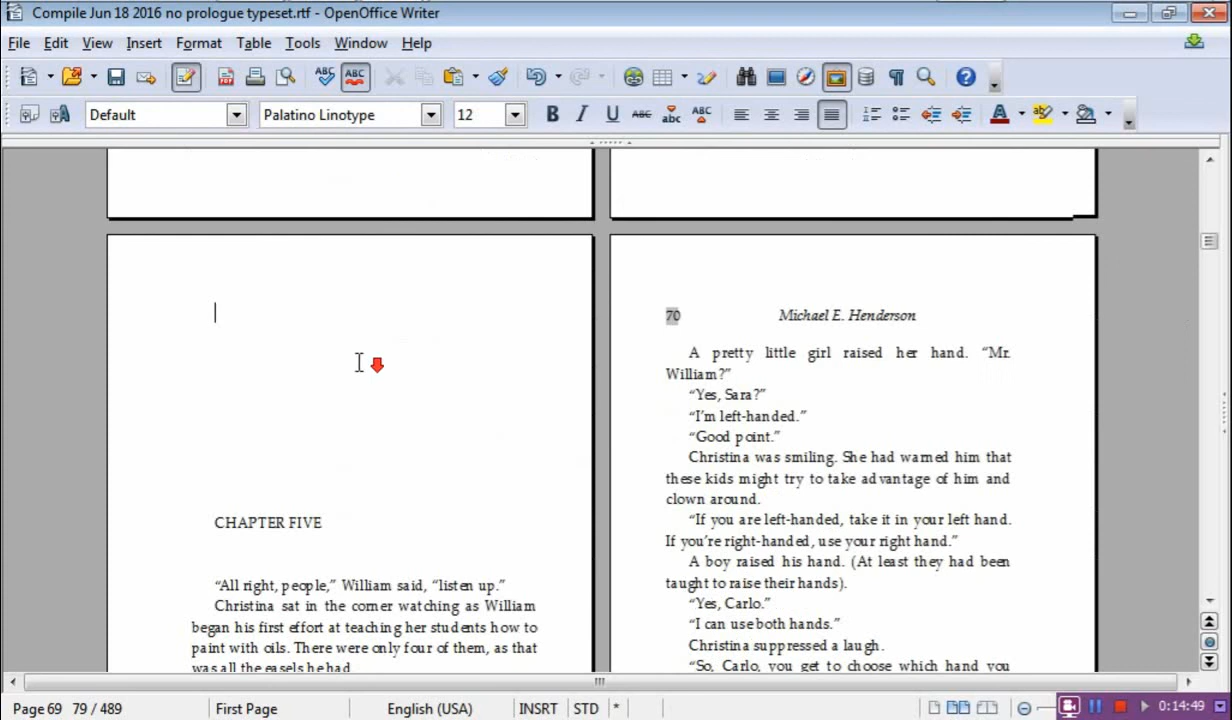 Compile Jun 18 2016 no prologue typeset.rtf - OpenOffice Writer
File Edit View Insert Format Table Tools Window Help
Default Palatino Linotype 12
CHAPTER FIVE
“All right, people,” William said, “listen up.”
Christina sat in the corner watching as William
began his first effort at teaching her students how to
paint with oils. There were only four of them, as that
was all the easels he had
70 Michael E. Henderson
A pretty little girl raised her hand. “Mr.
William?”
“Yes, Sara?”
“I’m left-handed.”
“Good point.”
Christina was smiling. She had warned him that
these kids might try to take advantage of him and
clown around.
“If you are left-handed, take it in your left hand.
If you’re right-handed, use your right hand.”
A boy raised his hand. (At least they had been
taught to raise their hands).
“Yes, Carlo.”
“I can use both hands.”
Christina suppressed a laugh.
“So, Carlo, you get to choose which hand you
Page 69 79 / 489 First Page English (USA) INSRT STD * 0:14:49